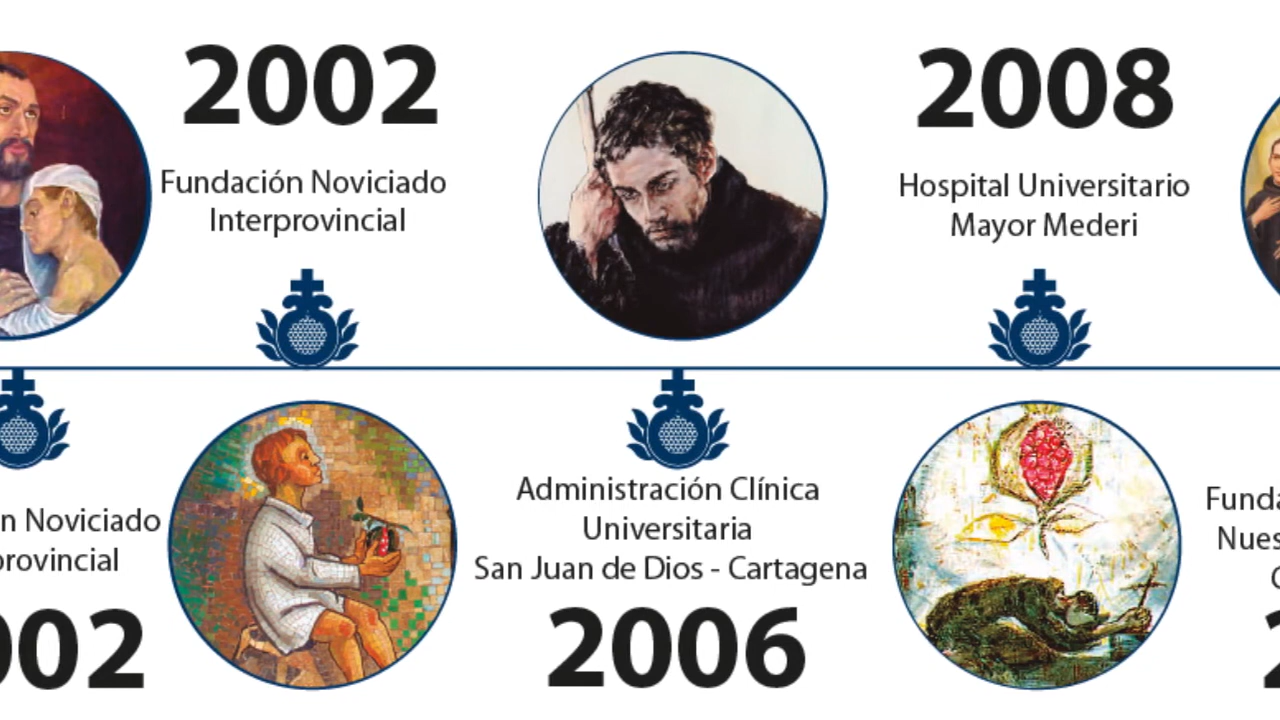 2002
Fundación Noviciado
Interprovincial
2008
Hospital Universitario
Mayor Mederi
Noviciado
Administración Clínica
Universitaria
San Juan de Dios - Cartagena
2006